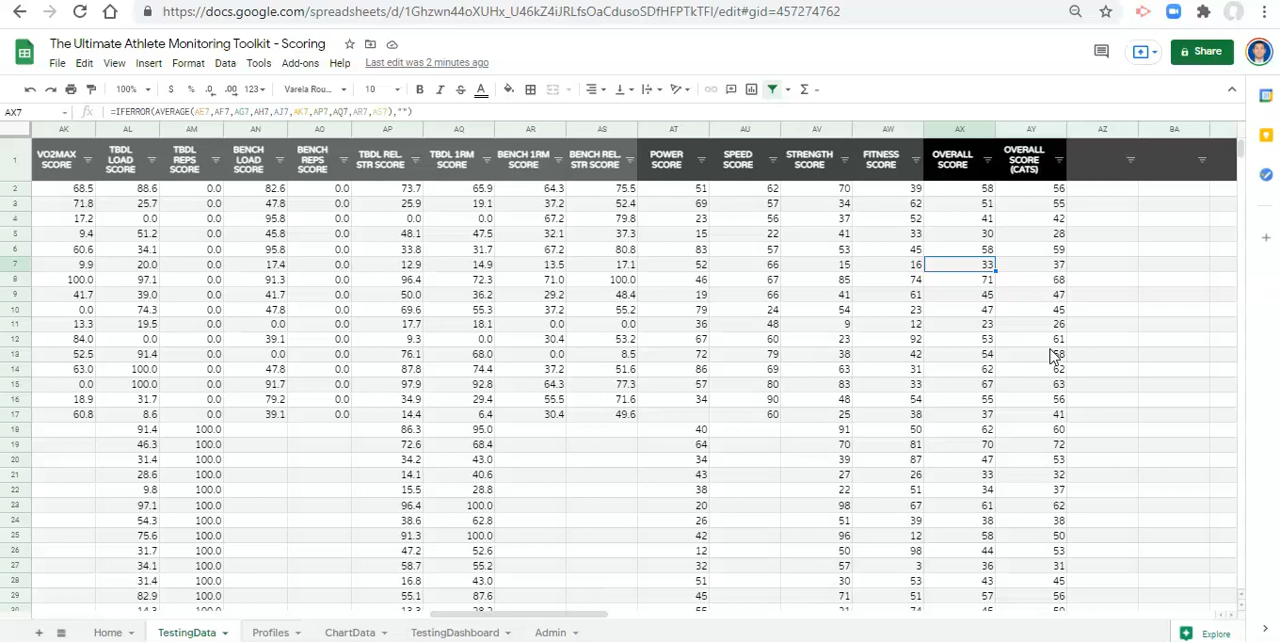 https://docs.google.com/spreadsheets/d/1Ghzwn44oXUHx_U46kZ4iJRLfsOaCdusoSDfHFPTkTFI/edit#gid=457274762
The Ultimate Athlete Monitoring Toolkit - Scoring
File Edit View Insert Format Data Tools Add-ons Help Last edit was 2 minutes ago
Share
100% $ % .0 .00 123 Varela Rou... 10 B I S A
AX7 fx =IFERROR(AVERAGE(AE7,AF7,AG7,AH7,AJ7,AK7,AP7,AQ7,AR7,AS7),"")
AK AL AM AN AO AP AQ AR AS AT AU AV AW AX AY AZ BA
1 VO2MAX SCORE TBDL LOAD SCORE TBDL REPS SCORE BENCH LOAD SCORE BENCH REPS SCORE TBDL REL. STR SCORE TBDL 1RM SCORE BENCH 1RM SCORE BENCH REL. STR SCORE POWER SCORE SPEED SCORE STRENGTH SCORE FITNESS SCORE OVERALL SCORE OVERALL SCORE (CATS)
2 68.5 88.6 0.0 82.6 0.0 73.7 65.9 64.3 75.5 51 62 70 39 58 56
3 71.8 25.7 0.0 47.8 0.0 25.9 19.1 37.2 52.4 69 57 34 62 51 55
4 17.2 0.0 0.0 95.8 0.0 0.0 0.0 67.2 79.8 23 56 37 52 41 42
5 9.4 51.2 0.0 45.8 0.0 48.1 47.5 32.1 37.3 15 22 41 33 30 28
6 60.6 34.1 0.0 95.8 0.0 33.8 31.7 67.2 80.8 83 57 53 45 58 59
7 9.9 20.0 0.0 17.4 0.0 12.9 14.9 13.5 17.1 52 66 15 16 33 37
8 100.0 97.1 0.0 91.3 0.0 96.4 72.3 71.0 100.0 46 67 85 74 71 68
9 41.7 39.0 0.0 41.7 0.0 50.0 36.2 29.2 48.4 19 66 41 61 45 47
10 0.0 74.3 0.0 47.8 0.0 69.6 55.3 37.2 55.2 79 24 54 23 47 45
11 13.3 19.5 0.0 0.0 0.0 17.7 18.1 0.0 0.0 36 48 9 12 23 26
12 84.0 0.0 0.0 39.1 0.0 9.3 0.0 30.4 53.2 67 60 23 92 53 61
13 52.5 91.4 0.0 0.0 0.0 76.1 68.0 0.0 8.5 72 79 38 42 54 58
14 63.0 100.0 0.0 47.8 0.0 87.8 74.4 37.2 51.6 86 69 63 31 62 62
15 0.0 100.0 0.0 91.7 0.0 97.9 92.8 64.3 77.3 57 80 83 33 67 63
16 18.9 31.7 0.0 79.2 0.0 34.9 29.4 55.5 71.6 34 90 48 54 55 56
17 60.8 8.6 0.0 39.1 0.0 14.4 6.4 30.4 49.6 60 25 38 37 41
18 91.4 100.0 86.3 95.0 40 91 50 62 60
19 46.3 100.0 72.6 68.4 64 70 81 70 72
20 31.4 100.0 34.2 43.0 34 39 87 47 53
21 28.6 100.0 14.1 40.6 43 27 26 33 32
22 9.8 100.0 15.5 28.8 38 22 51 34 37
23 97.1 100.0 96.4 100.0 20 98 67 61 62
24 54.3 100.0 38.6 62.8 26 51 39 38 38
25 75.6 100.0 91.3 100.0 42 96 12 58 50
26 31.7 100.0 47.2 52.6 12 50 98 44 53
27 34.1 100.0 58.7 55.2 32 57 3 36 31
28 31.4 100.0 16.8 43.0 51 30 53 43 45
29 82.9 100.0 55.1 87.6 45 71 51 57 56
Home TestingData Profiles ChartData TestingDashboard Admin Explore